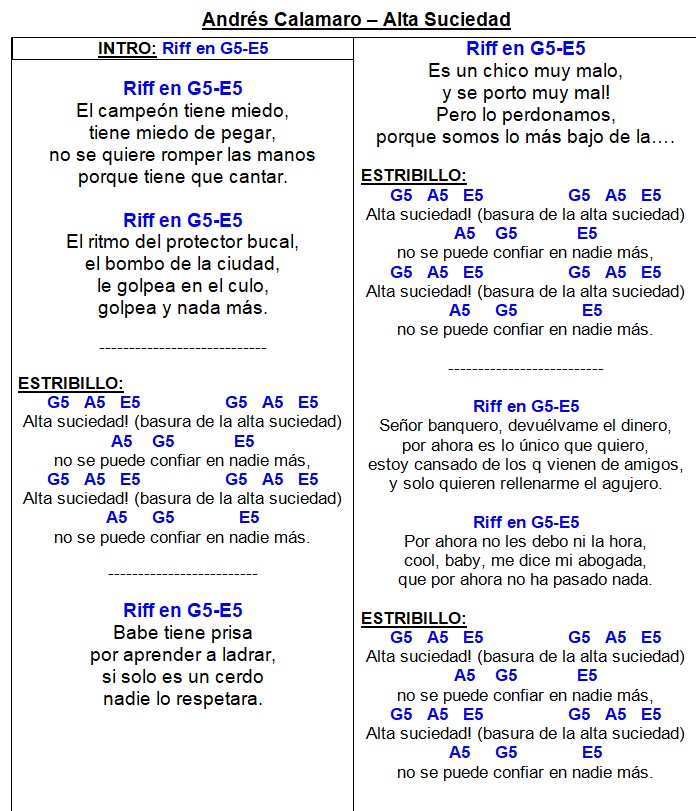 Andrés Calamaro – Alta Suciedad
INTRO: Riff en G5-E5
Riff en G5-E5
El campeón tiene miedo,
tiene miedo de pegar,
no se quiere romper las manos
porque tiene que cantar.
Riff en G5-E5
El ritmo del protector bucal,
el bombo de la ciudad,
le golpea en el culo,
golpea y nada más.
----------------------------
ESTRIBILLO:
G5 A5 E5 G5 A5 E5
Alta suciedad! (basura de la alta suciedad)
A5 G5 E5
no se puede confiar en nadie más,
G5 A5 E5 G5 A5 E5
Alta suciedad! (basura de la alta suciedad)
A5 G5 E5
no se puede confiar en nadie más.
-------------------------
Riff en G5-E5
Babe tiene prisa
por aprender a ladrar,
si solo es un cerdo
nadie lo respetara.
Riff en G5-E5
Es un chico muy malo,
y se porto muy mal!
Pero lo perdonamos,
porque somos lo más bajo de la….
ESTRIBILLO:
G5 A5 E5 G5 A5 E5
Alta suciedad! (basura de la alta suciedad)
A5 G5 E5
no se puede confiar en nadie más,
G5 A5 E5 G5 A5 E5
Alta suciedad! (basura de la alta suciedad)
A5 G5 E5
no se puede confiar en nadie más.
--------------------------
Riff en G5-E5
Señor banquero, devuélvame el dinero,
por ahora es lo único que quiero,
estoy cansado de los q vienen de amigos,
y solo quieren rellenarme el agujero.
Riff en G5-E5
Por ahora no les debo ni la hora,
cool, baby, me dice mi abogada,
que por ahora no ha pasado nada.
ESTRIBILLO:
G5 A5 E5 G5 A5 E5
Alta suciedad! (basura de la alta suciedad)
A5 G5 E5
no se puede confiar en nadie más,
G5 A5 E5 G5 A5 E5
Alta suciedad! (basura de la alta suciedad)
A5 G5 E5
no se puede confiar en nadie más.